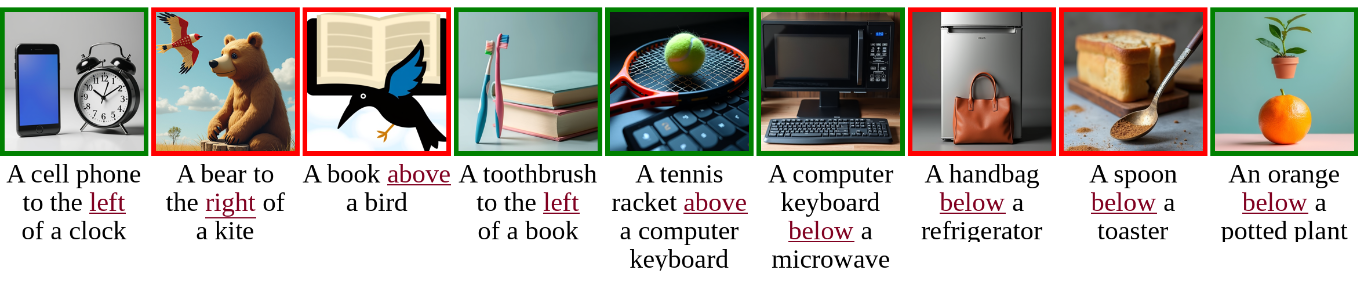 A cell phone
to the left
of a clock
A bear to
the right of
a kite
A book above
a bird
A toothbrush
to the left
of a book
A tennis
racket above
a computer
keyboard
A computer
keyboard
below a
microwave
A handbag
below a
refrigerator
A spoon
below a
toaster
An orange
below a
potted plant